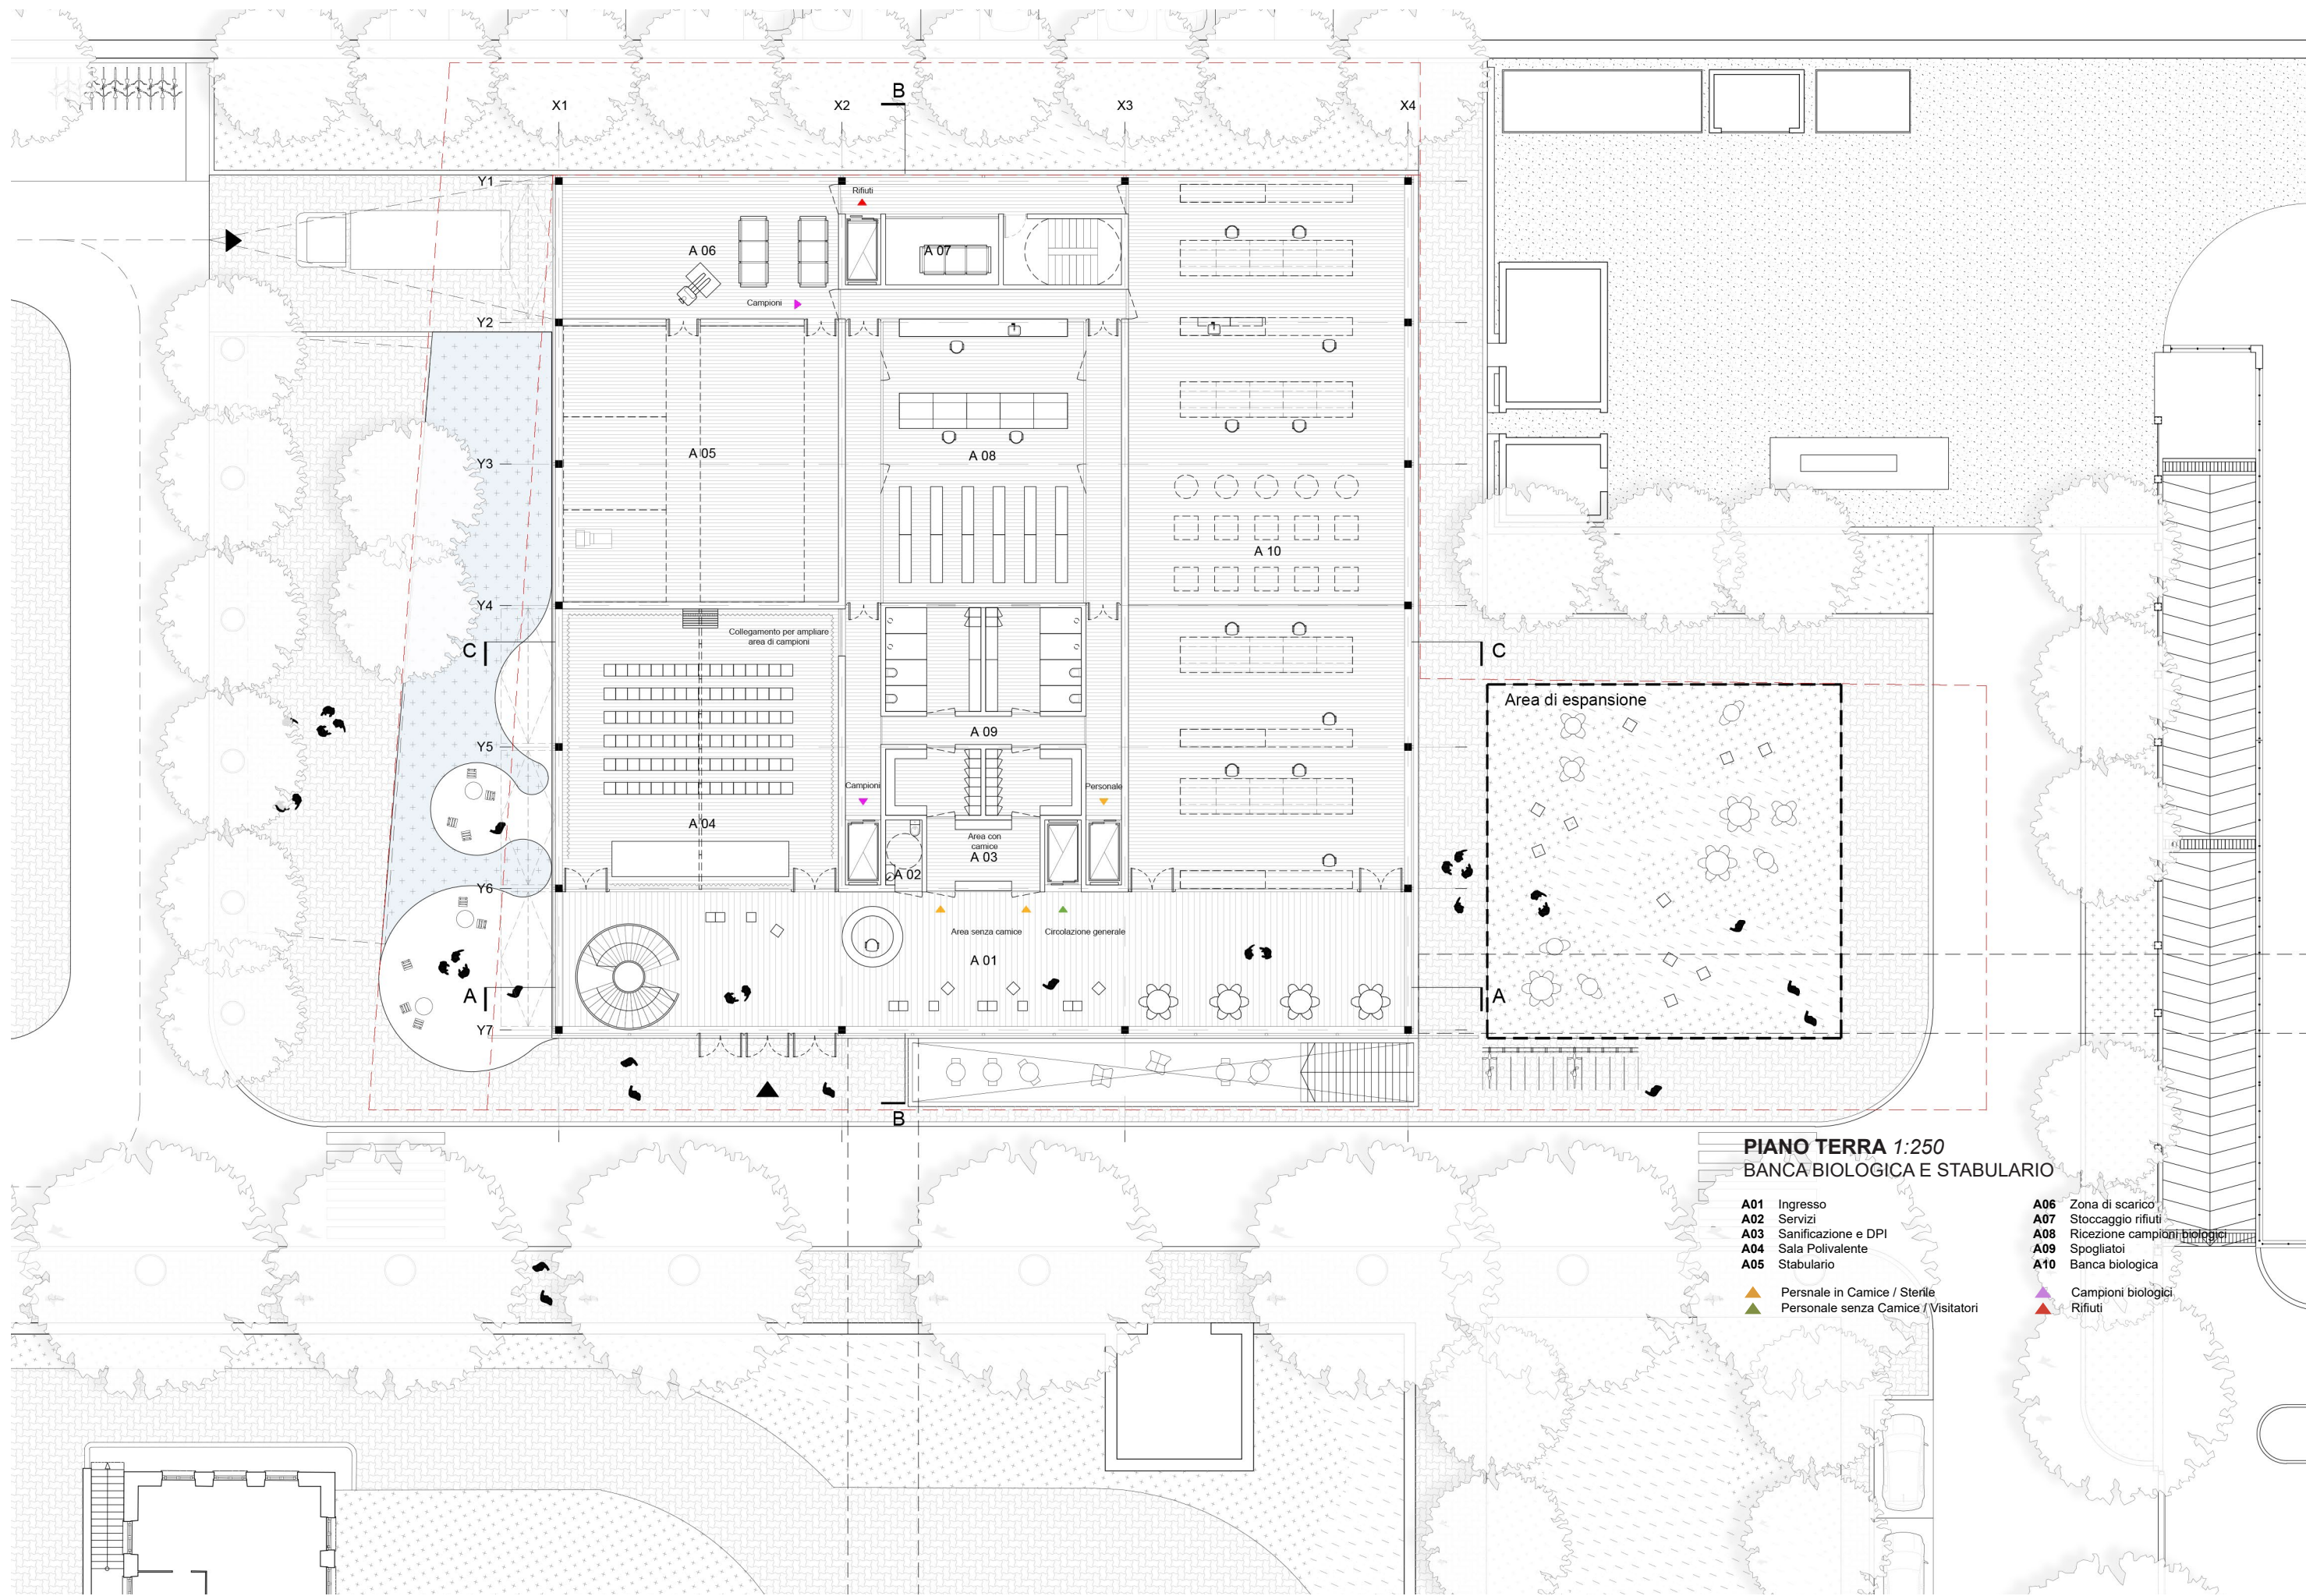 X1
X2
B
X3
X4
Y1
Rifiuti
A 06
A 07
Campioni
Y2
A 05
A 08
Y3
A 10
Y4
Collegamento per ampliare
area di campioni
C
C
Area di espansione
A 09
Y5
Campioni
Personale
A 04
Area con
camice
A 03
A 02
Y6
Area senza camice
Circolazione generale
A 01
A
A
Y7
B
PIANO TERRA 1:250
BANCA BIOLOGICA E STABULARIO
A01 Ingresso
A02 Servizi
A03 Sanificazione e DPI
A04 Sala Polivalente
A05 Stabulario
A06 Zona di scarico
A07 Stoccaggio rifiuti
A08 Ricezione campioni biologici
A09 Spogliatoi
A10 Banca biologica
Persnale in Camice / Sterile
Personale senza Camice / Visitatori
Campioni biologici
Rifiuti